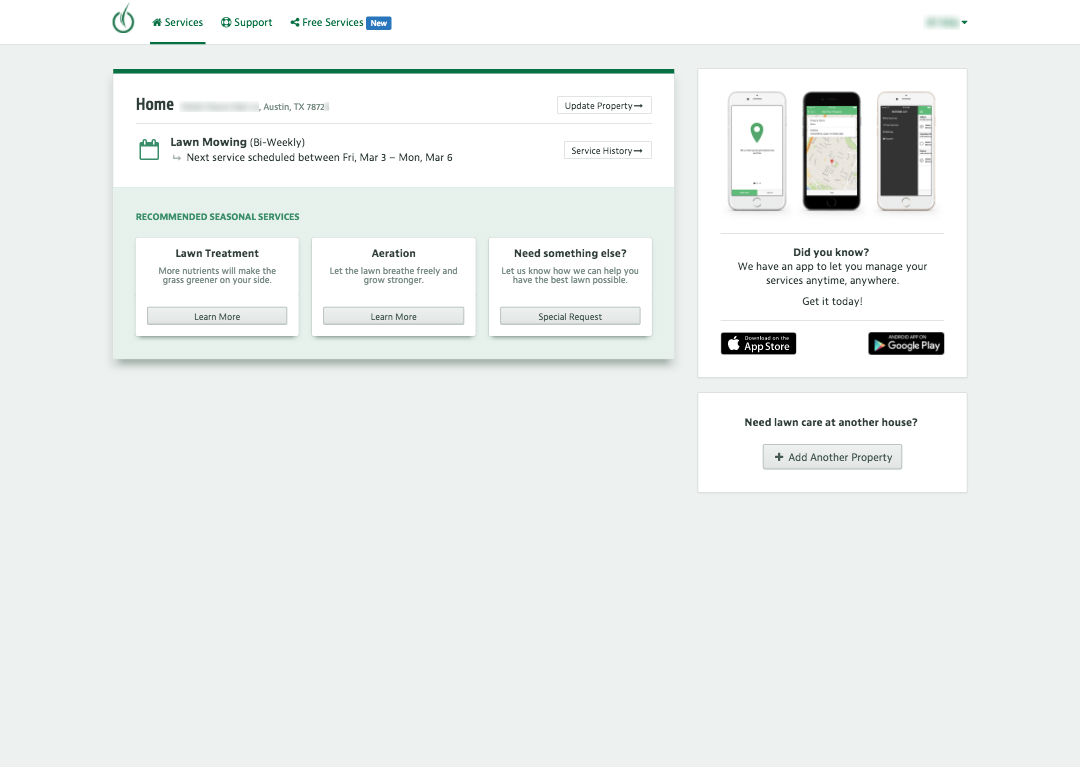 Services
Support
Free Services New
Home , Austin, TX 7872
Update Property
Lawn Mowing (Bi-Weekly)
Next service scheduled between Fri, Mar 3 – Mon, Mar 6
Service History
RECOMMENDED SEASONAL SERVICES
Lawn Treatment
More nutrients will make the
grass greener on your side.
Learn More
Aeration
Let the lawn breathe freely and
grow stronger.
Learn More
Need something else?
Let us know how we can help you
have the best lawn possible.
Special Request
Did you know?
We have an app to let you manage your
services anytime, anywhere.
Get it today!
Download on the
App Store
ANDROID APP ON
Google Play
Need lawn care at another house?
Add Another Property